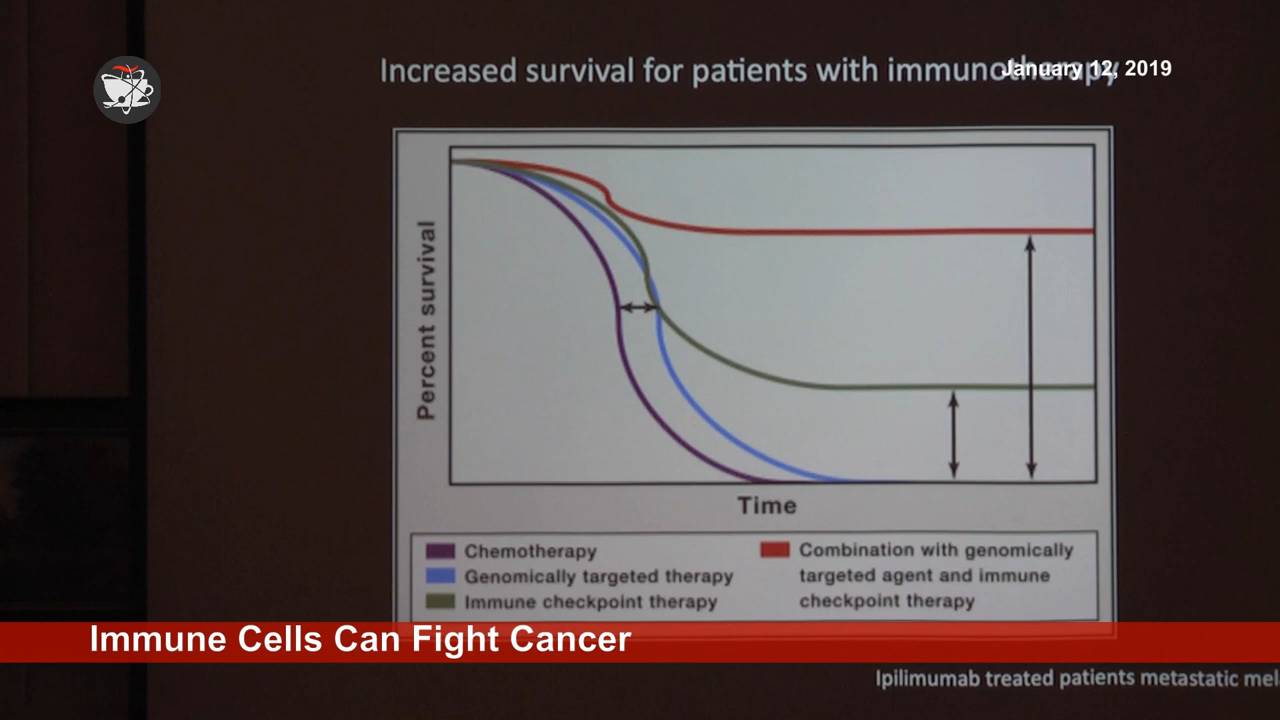 Increased survival for patients with immunotherapy
January 12, 2019
Percent survival
Time
Chemotherapy
Genomically targeted therapy
Immune checkpoint therapy
Combination with genomically
targeted agent and immune
checkpoint therapy
Immune Cells Can Fight Cancer
Ipilimumab treated patients metastatic mel